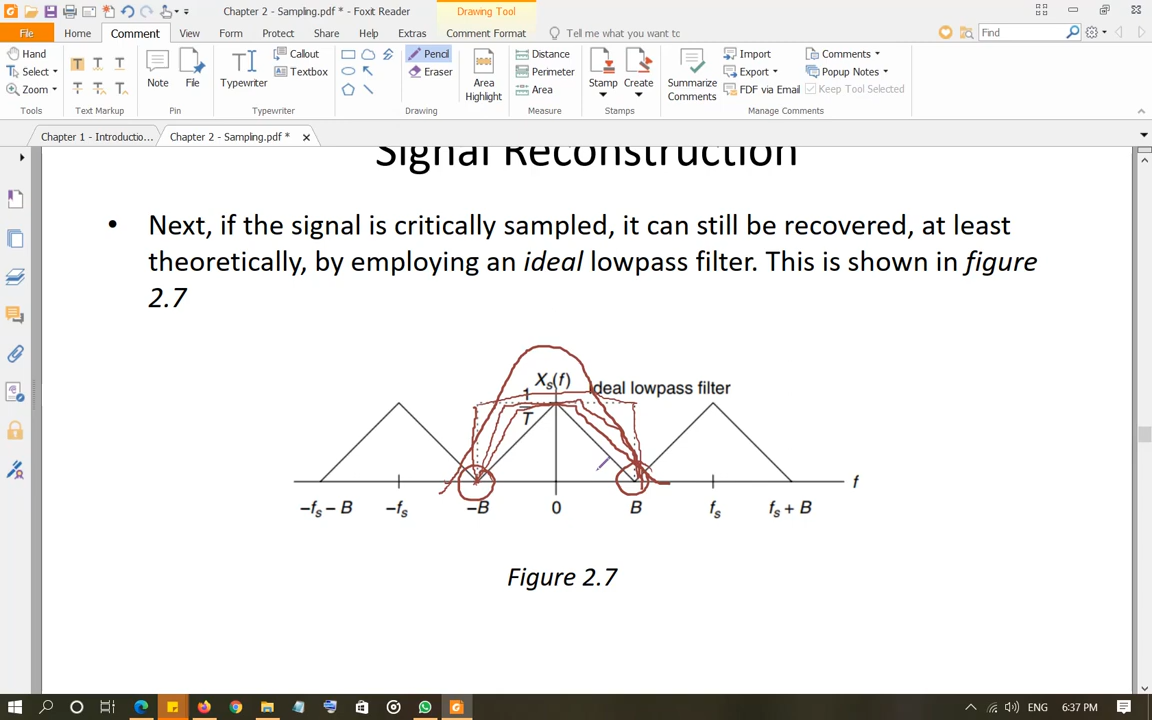 Chapter 2 - Sampling.pdf * - Foxit Reader
Drawing Tool
File Home Comment View Form Protect Share Help Extras Comment Format Tell me what you want
Find
Hand
Select
Zoom
Tools
Text Markup
Note
File
Pin
Typewriter
Callout
Textbox
Typewriter
Pencil
Eraser
Drawing
Area
Highlight
Distance
Perimeter
Area
Measure
Stamp
Create
Stamps
Summarize
Comments
Import
Export
FDF via Email
Comments
Popup Notes
Keep Tool Selected
Manage Comments
Chapter 1 - Introductio...
Chapter 2 - Sampling.pdf *
Signal Reconstruction
• Next, if the signal is critically sampled, it can still be recovered, at least
theoretically, by employing an ideal lowpass filter. This is shown in figure
2.7
Xs(f)
Ideal lowpass filter
1
T
f
–fs – B –fs –B 0 B fs fs + B
Figure 2.7
ENG 6:37 PM